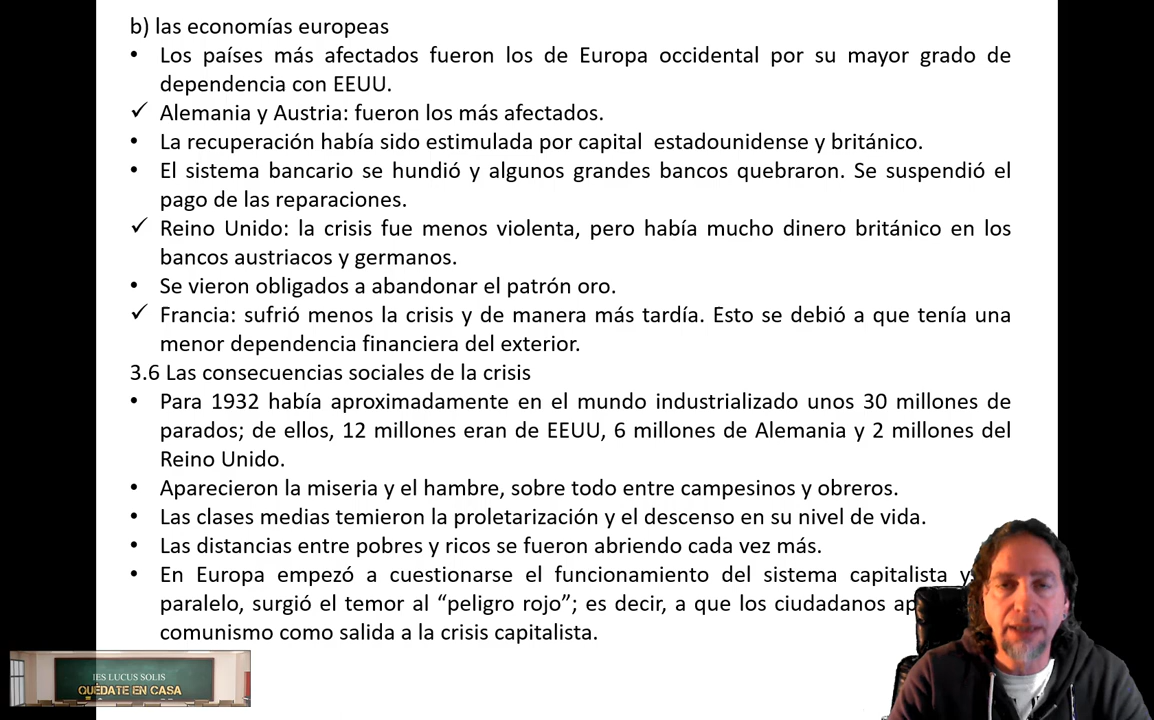 b) las economías europeas
• Los países más afectados fueron los de Europa occidental por su mayor grado de
dependencia con EEUU.
✓ Alemania y Austria: fueron los más afectados.
• La recuperación había sido estimulada por capital estadounidense y británico.
• El sistema bancario se hundió y algunos grandes bancos quebraron. Se suspendió el
pago de las reparaciones.
✓ Reino Unido: la crisis fue menos violenta, pero había mucho dinero británico en los
bancos austriacos y germanos.
• Se vieron obligados a abandonar el patrón oro.
✓ Francia: sufrió menos la crisis y de manera más tardía. Esto se debió a que tenía una
menor dependencia financiera del exterior.
3.6 Las consecuencias sociales de la crisis
• Para 1932 había aproximadamente en el mundo industrializado unos 30 millones de
parados; de ellos, 12 millones eran de EEUU, 6 millones de Alemania y 2 millones del
Reino Unido.
• Aparecieron la miseria y el hambre, sobre todo entre campesinos y obreros.
• Las clases medias temieron la proletarización y el descenso en su nivel de vida.
• Las distancias entre pobres y ricos se fueron abriendo cada vez más.
• En Europa empezó a cuestionarse el funcionamiento del sistema capitalista y
paralelo, surgió el temor al “peligro rojo”; es decir, a que los ciudadanos
comunismo como salida a la crisis capitalista.
IES LUCUS SOLIS
QUÉDATE EN CASA